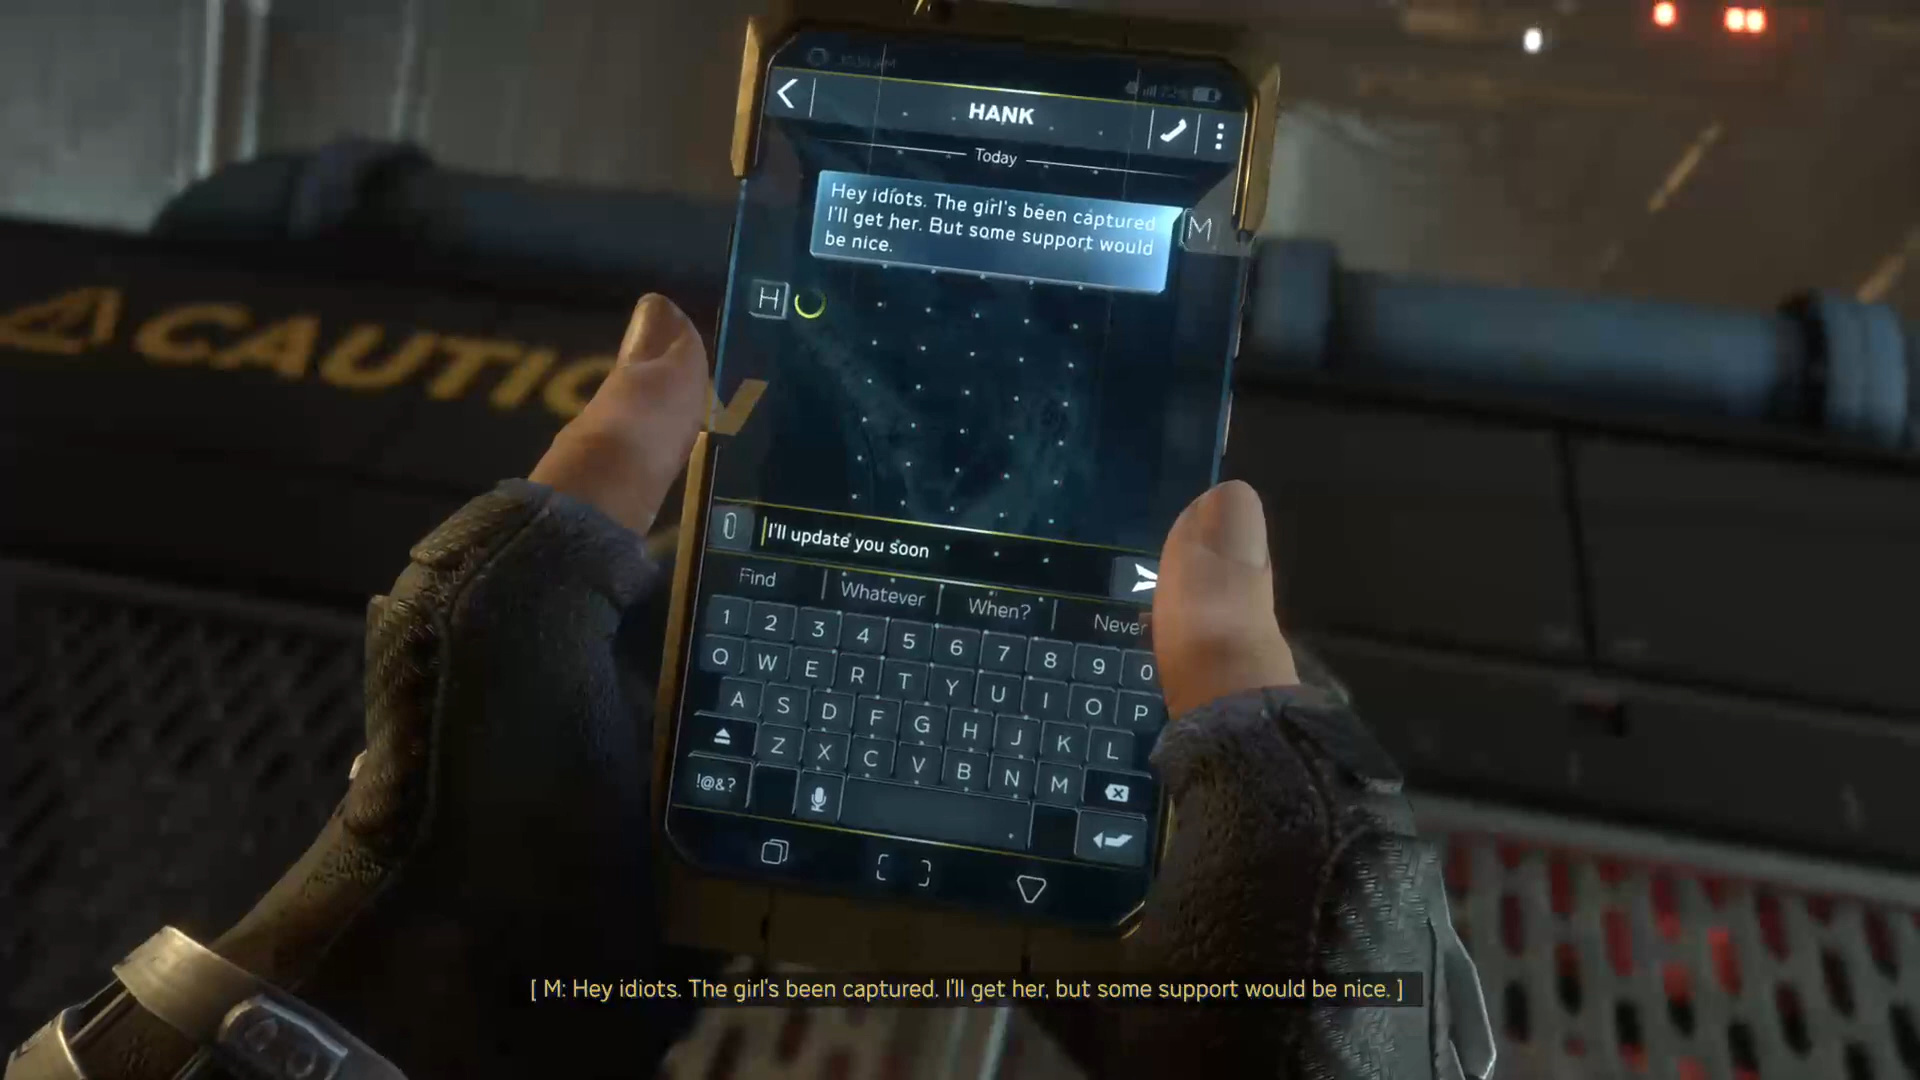 HANK
Today
Hey idiots. The girl's been captured
I'll get her. But some support would
be nice.
M
H
CAUTION
I'll update you soon
Find Whatever When? Never
1 2 3 4 5 6 7 8 9 0
Q W E R T Y U I O P
A S D F G H J K L
Z X C V B N M
!@&?
[ M: Hey idiots. The girl's been captured. I'll get her, but some support would be nice. ]